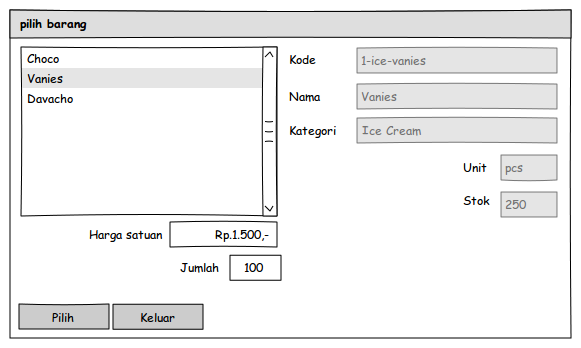 pilih barang
Choco
Vanies
Davacho
Kode 1-ice-vanies
Nama Vanies
Kategori Ice Cream
Unit pcs
Stok 250
Harga satuan Rp.1.500,-
Jumlah 100
Pilih Keluar